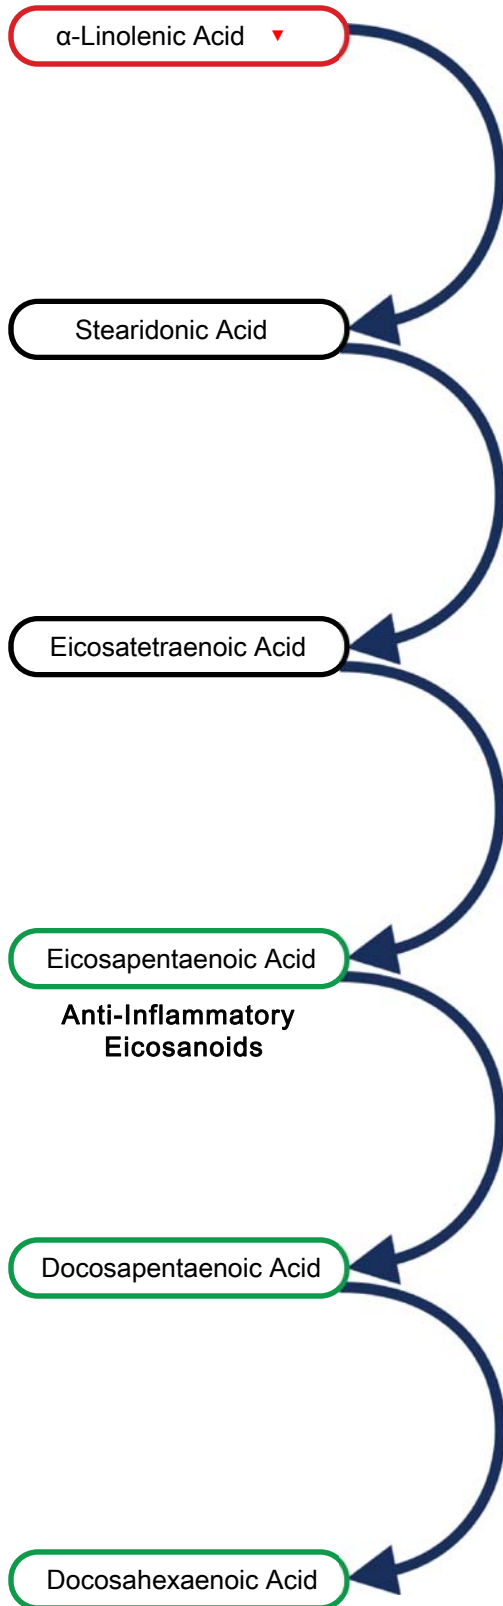 α-Linolenic Acid ▼
Stearidonic Acid
Eicosatetraenoic Acid
Eicosapentaenoic Acid
Anti-Inflammatory
Eicosanoids
Docosapentaenoic Acid
Docosahexaenoic Acid